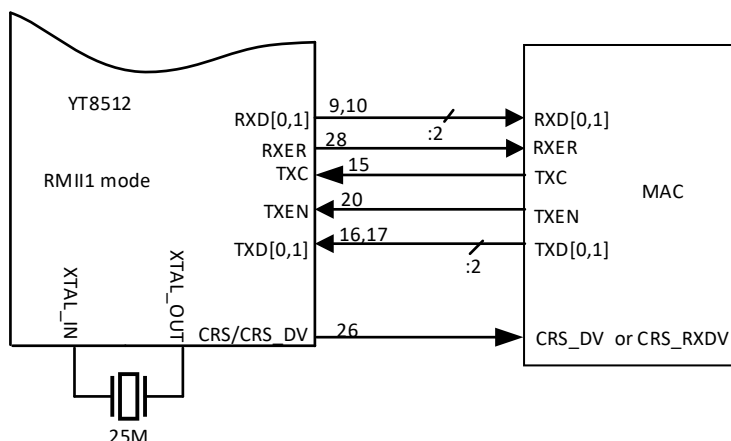 YT8512
RMII1 mode
RXD[0,1]
RXER
TXC
TXEN
TXD[0,1]
CRS/CRS_DV
XTAL_IN
XTAL_OUT
25M
9,10
:2
28
15
20
16,17
:2
26
RXD[0,1]
RXER
TXC
TXEN
TXD[0,1]
CRS_DV or CRS_RXDV
MAC